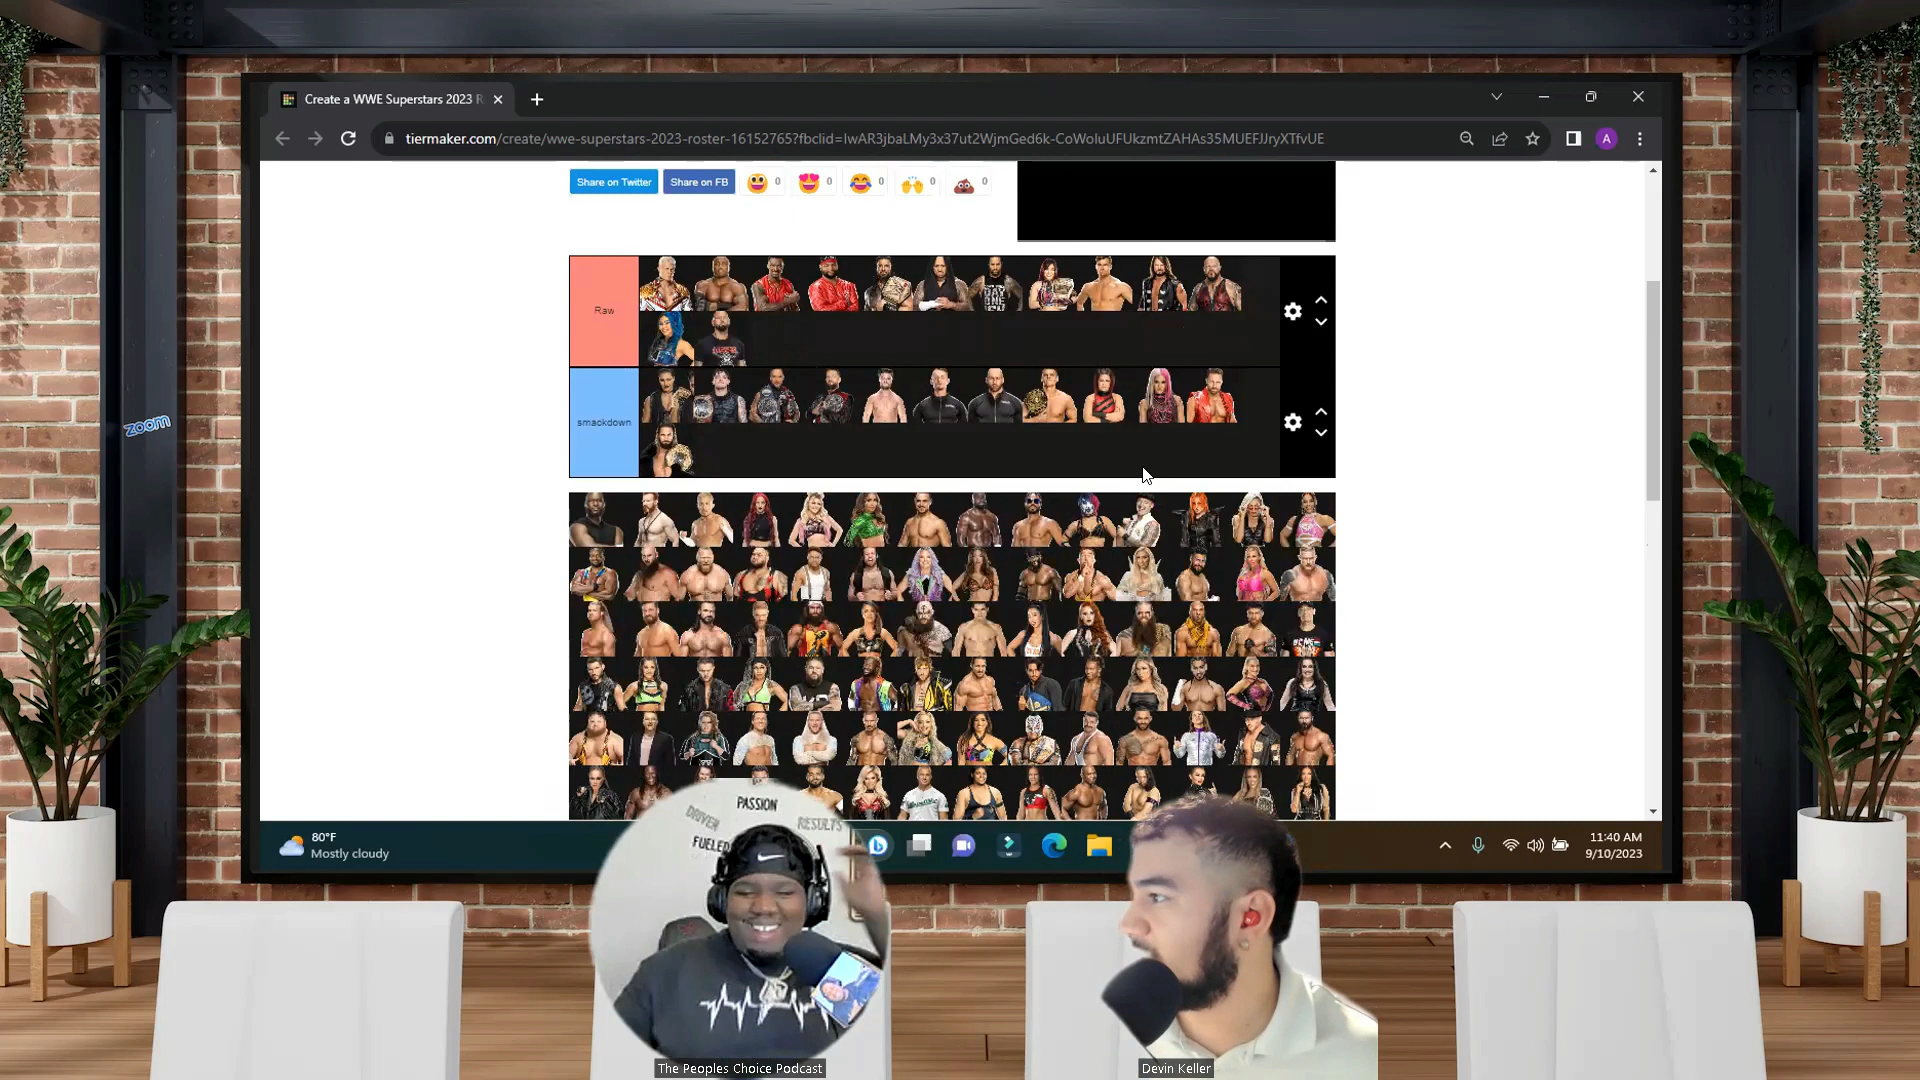 Create a WWE Superstars 2023 R
tiermaker.com/create/wwe-superstars-2023-roster-16152765?fbclid=IwAR3jbaLMy3x37ut2WjmGed6k-CoWoluUFUkzmtZAHAs35MUEFJJryXTfvUE
A
Share on Twitter
Share on FB
0
0
0
0
0
Raw
DAY
ONE
smackdown
zoom
80°F
Mostly cloudy
11:40 AM
9/10/2023
PASSION
DRIVEN
RESULTS
FUELED
The Peoples Choice Podcast
Devin Keller